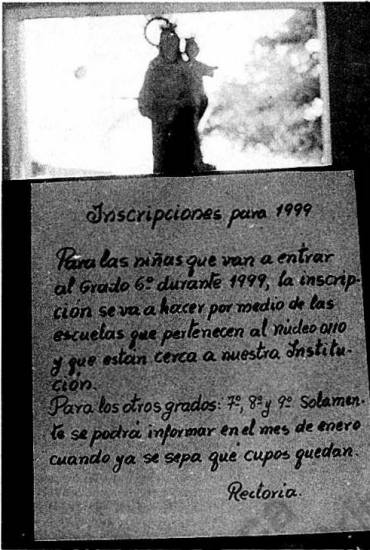 Inscripciones para 1999
Para las niñas que van a entrar
al Grado 6º durante 1999, la inscrip-
ción se va a hacer por medio de las
escuelas que pertenecen al núcleo
y que están cerca a nuestra Institu-
ción.
Para los otros grados: 7º, 8º y 9º Solamen-
te se podrá informar en el mes de enero
cuando ya se sepa qué cupos quedan.
Rectoria.